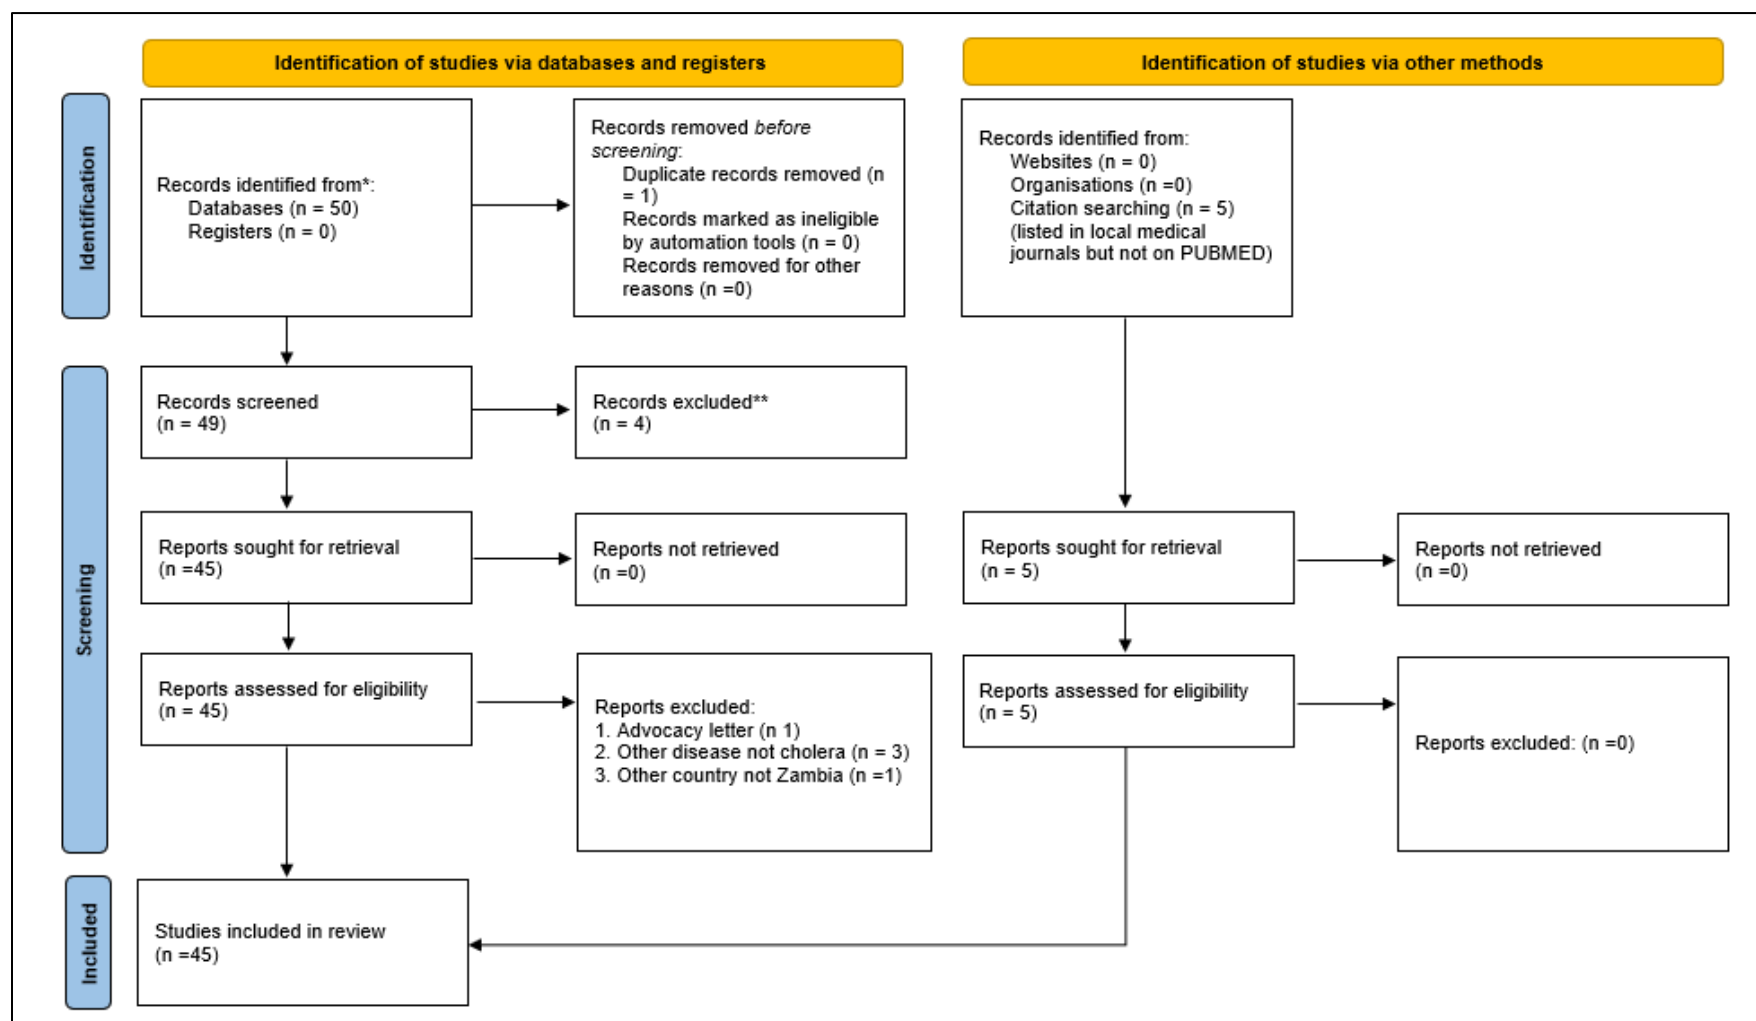 Identification of studies via databases and registers
Identification of studies via other methods
Identification
Records identified from*:
Databases (n = 50)
Registers (n = 0)
Records removed before
screening:
Duplicate records removed (n
= 1)
Records marked as ineligible
by automation tools (n = 0)
Records removed for other
reasons (n =0)
Records identified from:
Websites (n = 0)
Organisations (n =0)
Citation searching (n = 5)
(listed in local medical
journals but not on PUBMED)
Screening
Records screened
(n = 49)
Records excluded**
(n = 4)
Reports sought for retrieval
(n =45)
Reports not retrieved
(n =0)
Reports sought for retrieval
(n = 5)
Reports not retrieved
(n =0)
Reports assessed for eligibility
(n = 45)
Reports excluded:
1. Advocacy letter (n 1)
2. Other disease not cholera (n = 3)
3. Other country not Zambia (n =1)
Reports assessed for eligibility
(n = 5)
Reports excluded: (n =0)
Included
Studies included in review
(n =45)